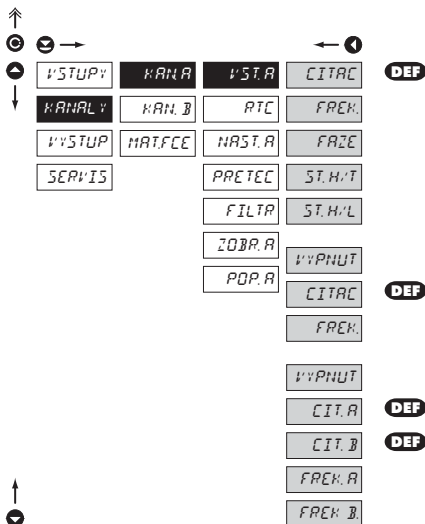 VSTUPY KAN. A VST. A CITAC DEF
KANALY KAN. B RTC FREK.
VYSTUP MAT.FCE NAST. A FAZE
SERVIS PRETEC ST. H/T
FILTR ST. H/L
ZOBR. A VYPNUT
POP. A CITAC DEF
FREK.
VYPNUT
CIT. A DEF
CIT. B DEF
FREK. A
FREK B.